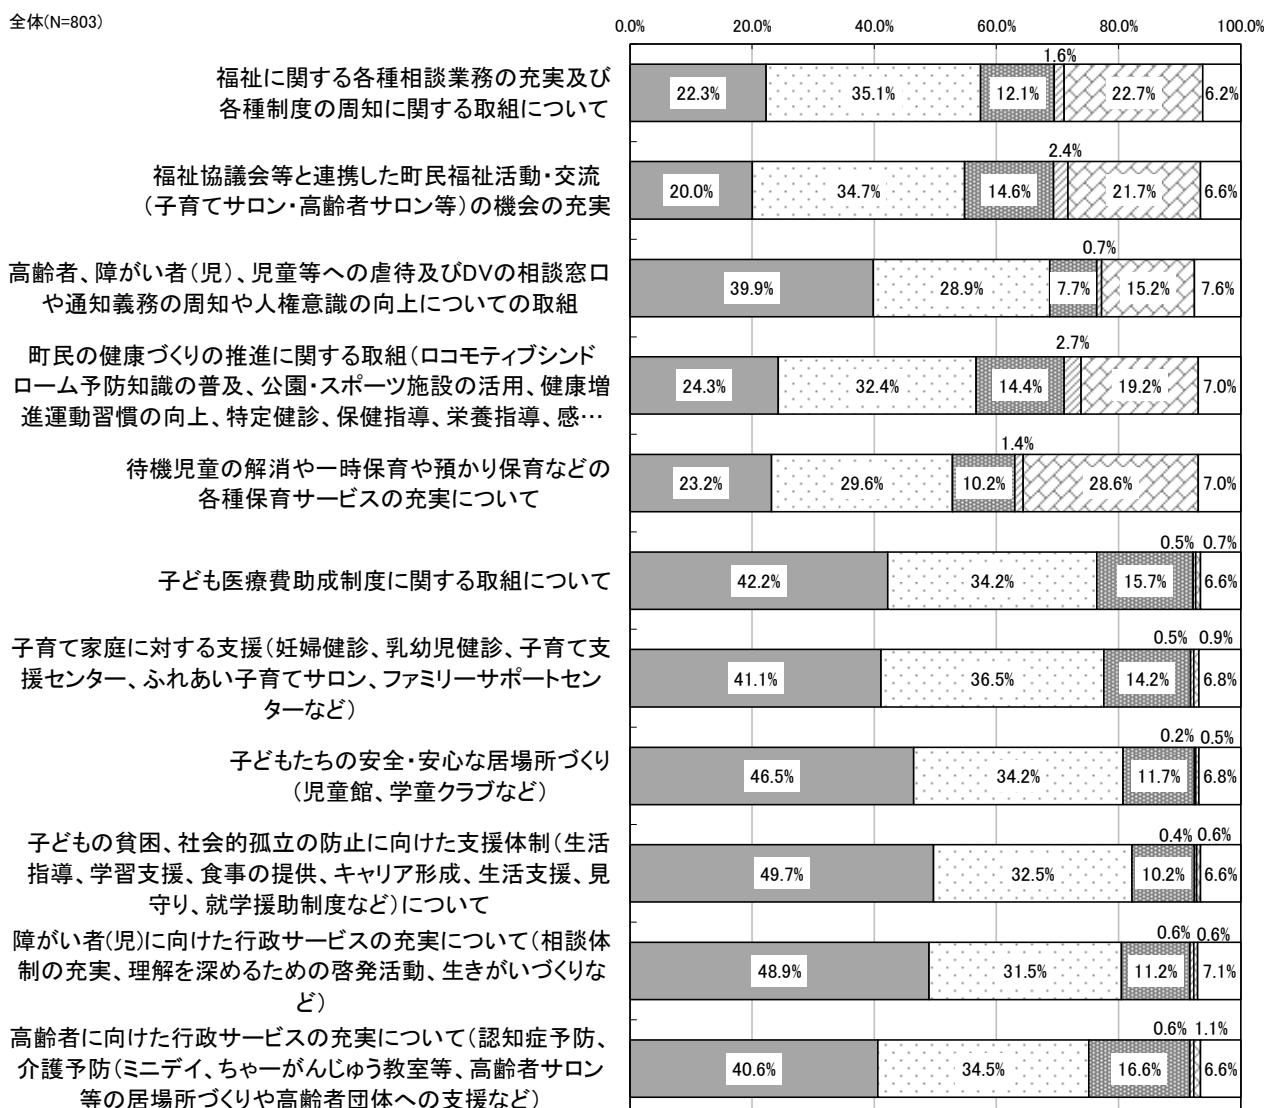 全体(N=803)
0.0% 20.0% 40.0% 60.0% 80.0% 100.0%
福祉に関する各種相談業務の充実及び
各種制度の周知に関する取組について
22.3% 35.1% 12.1% 1.6% 22.7% 6.2%
福祉協議会等と連携した町民福祉活動・交流
（子育てサロン・高齢者サロン等）の機会の充実
20.0% 34.7% 14.6% 2.4% 21.7% 6.6%
高齢者、障がい者(児)、児童等への虐待及びDVの相談窓口
や通知義務の周知や人権意識の向上についての取組
39.9% 28.9% 7.7% 0.7% 15.2% 7.6%
町民の健康づくりの推進に関する取組（ロコモティブシンド
ローム予防知識の普及、公園・スポーツ施設の活用、健康増
進運動習慣の向上、特定健診、保健指導、栄養指導、感…
24.3% 32.4% 14.4% 2.7% 19.2% 7.0%
待機児童の解消や一時保育や預かり保育などの
各種保育サービスの充実について
23.2% 29.6% 10.2% 1.4% 28.6% 7.0%
子ども医療費助成制度に関する取組について
42.2% 34.2% 15.7% 0.5% 0.7% 6.6%
子育て家庭に対する支援（妊婦健診、乳幼児健診、子育て支
援センター、ふれあい子育てサロン、ファミリーサポートセン
ターなど）
41.1% 36.5% 14.2% 0.5% 0.9% 6.8%
子どもたちの安全・安心な居場所づくり
（児童館、学童クラブなど）
46.5% 34.2% 11.7% 0.2% 0.5% 6.8%
子どもの貧困、社会的孤立の防止に向けた支援体制（生活
指導、学習支援、食事の提供、キャリア形成、生活支援、見
守り、就学援助制度など）について
49.7% 32.5% 10.2% 0.4% 0.6% 6.6%
障がい者(児)に向けた行政サービスの充実について（相談体
制の充実、理解を深めるための啓発活動、生きがいづくりな
ど）
48.9% 31.5% 11.2% 0.6% 0.6% 7.1%
高齢者に向けた行政サービスの充実について（認知症予防、
介護予防（ミニデイ、ちゃーがんじゅう教室等、高齢者サロン
等の居場所づくりや高齢者団体への支援など）
40.6% 34.5% 16.6% 0.6% 1.1% 6.6%